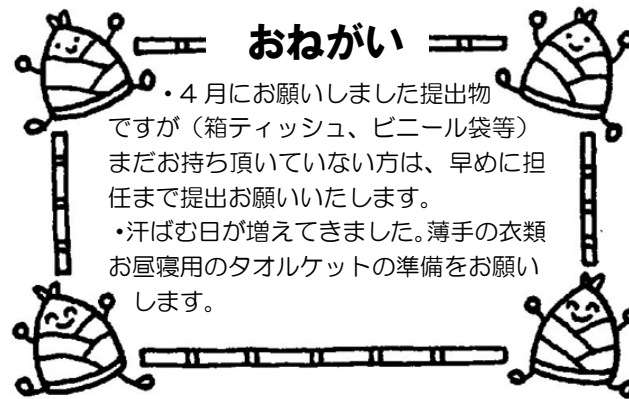 おねがい
・4月にお願いしました提出物
ですが（箱ティッシュ、ビニール袋等）
まだお持ち頂いていない方は、早めに担
任まで提出お願いいたします。
・汗ばむ日が増えてきました。薄手の衣類
お昼寝用のタオルケットの準備をお願い
します。